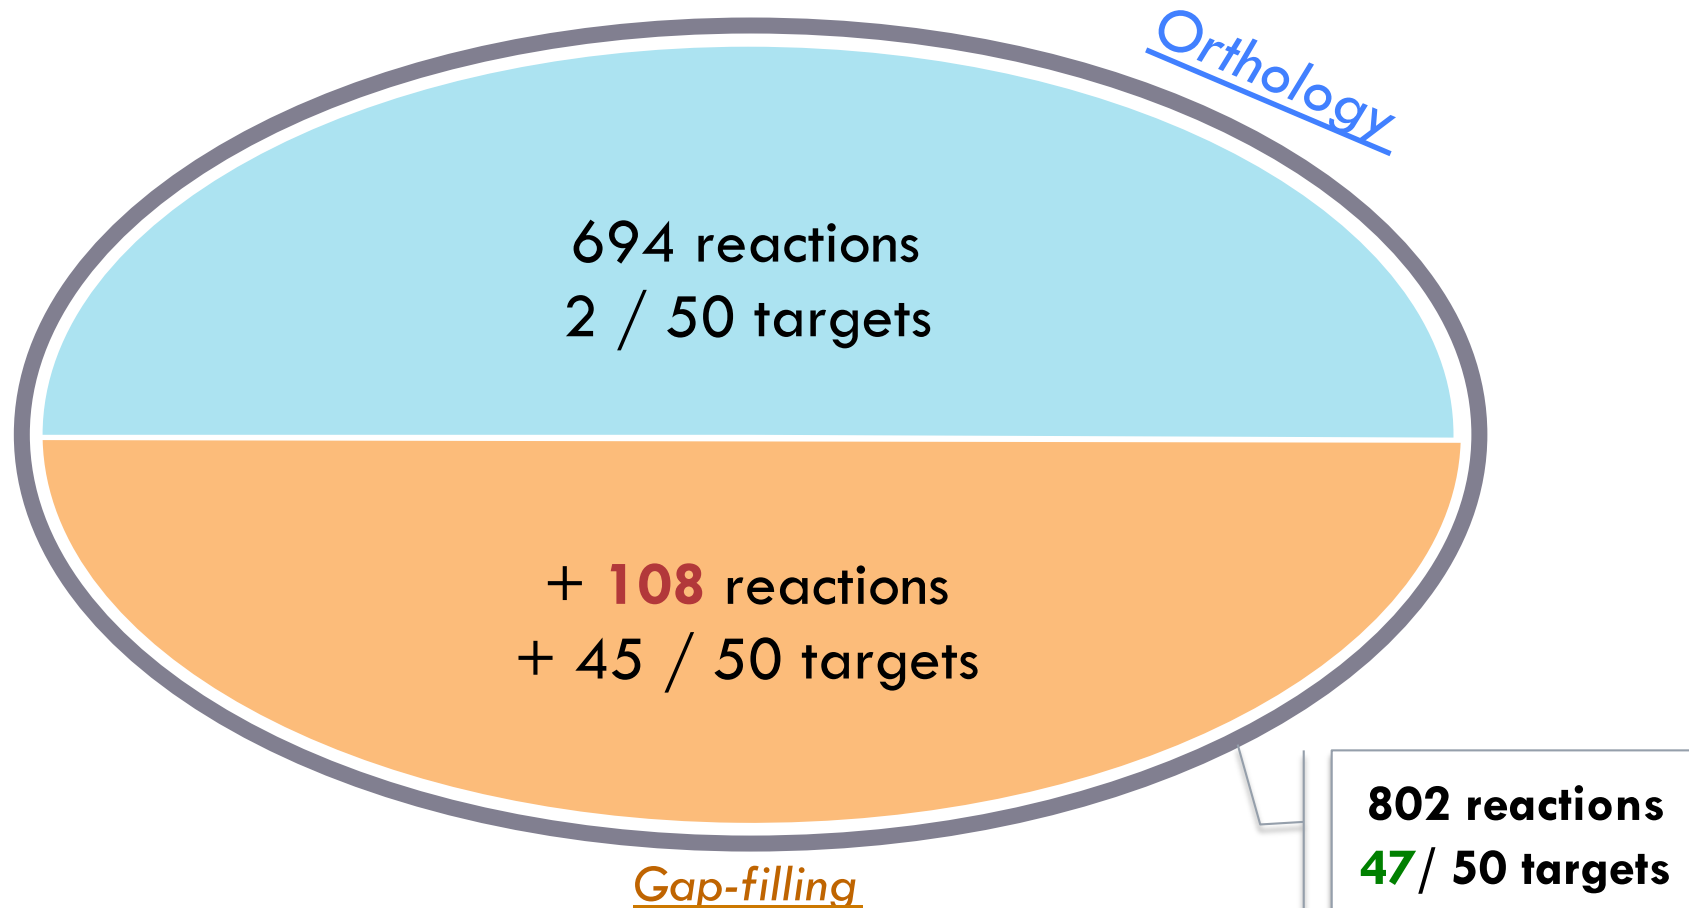 Orthology
694 reactions
2 / 50 targets
+ 108 reactions
+ 45 / 50 targets
802 reactions
47/ 50 targets
Gap-filling